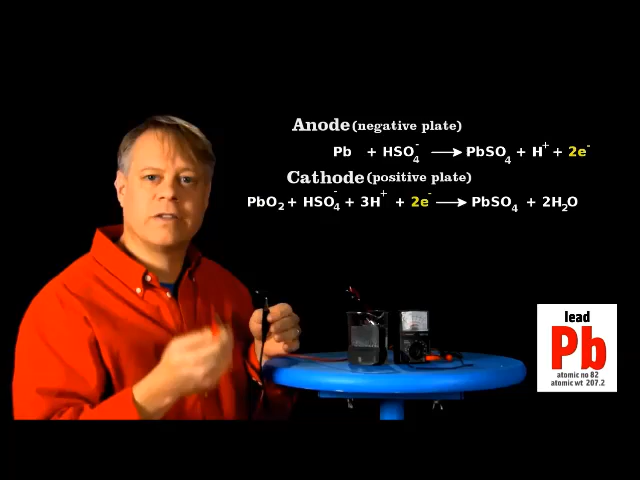 Anode (negative plate)
Pb + HSO₄⁻ ⟶ PbSO₄ + H⁺ + 2e⁻
Cathode (positive plate)
PbO₂ + HSO₄⁻ + 3H⁺ + 2e⁻ ⟶ PbSO₄ + 2H₂O
lead
Pb
atomic no 82
atomic wt 207.2